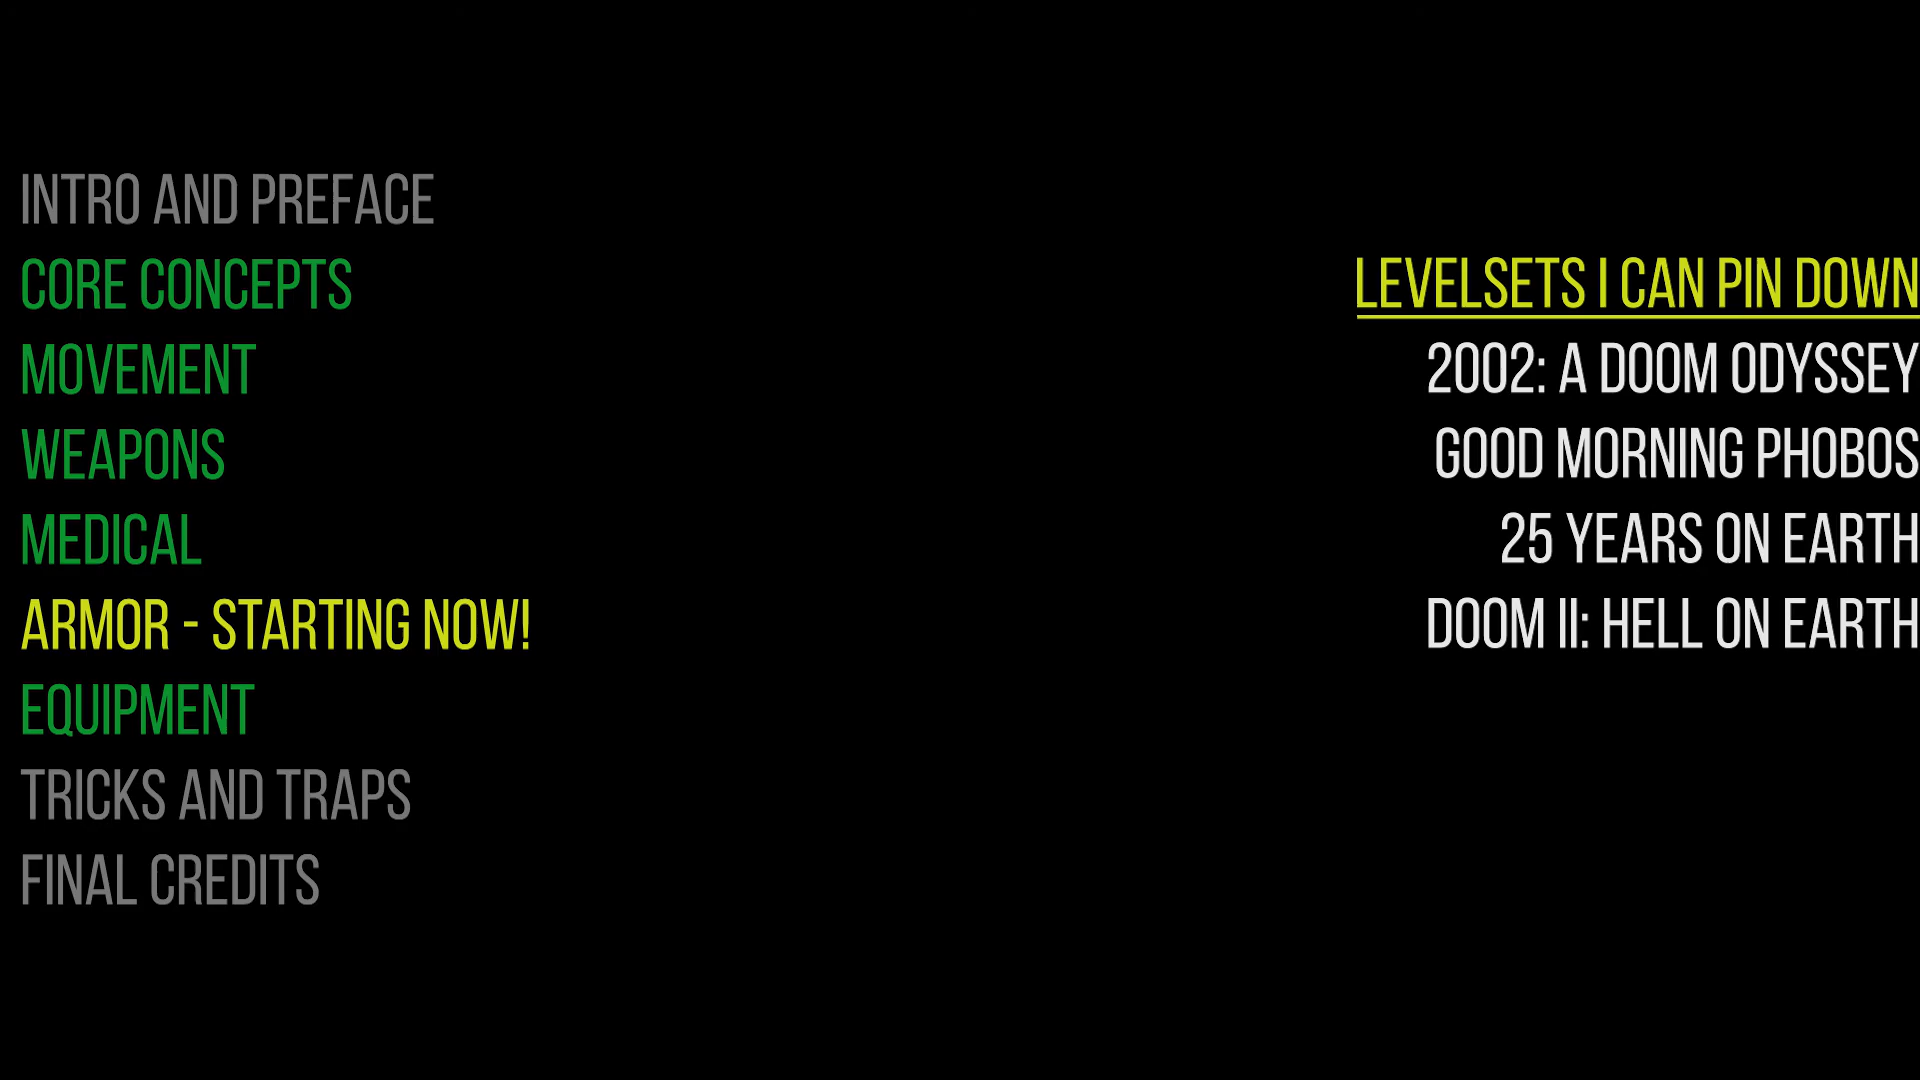 INTRO AND PREFACE
CORE CONCEPTS
MOVEMENT
WEAPONS
MEDICAL
ARMOR - STARTING NOW!
EQUIPMENT
TRICKS AND TRAPS
FINAL CREDITS
LEVELSETS I CAN PIN DOWN
2002: A DOOM ODYSSEY
GOOD MORNING PHOBOS
25 YEARS ON EARTH
DOOM II: HELL ON EARTH